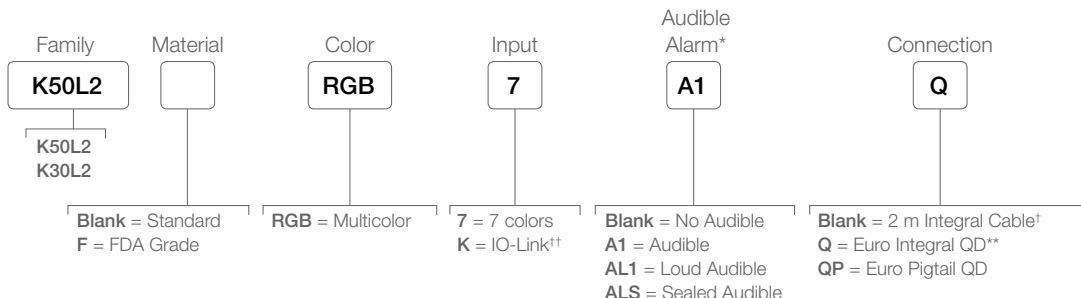 Family
K50L2
K50L2
K30L2
Material
Blank = Standard
F = FDA Grade
Color
RGB
RGB = Multicolor
Input
7
7 = 7 colors
K = IO-Link††
Audible
Alarm*
A1
Blank = No Audible
A1 = Audible
AL1 = Loud Audible
ALS = Sealed Audible
Connection
Q
Blank = 2 m Integral Cable†
Q = Euro Integral QD**
QP = Euro Pigtail QD